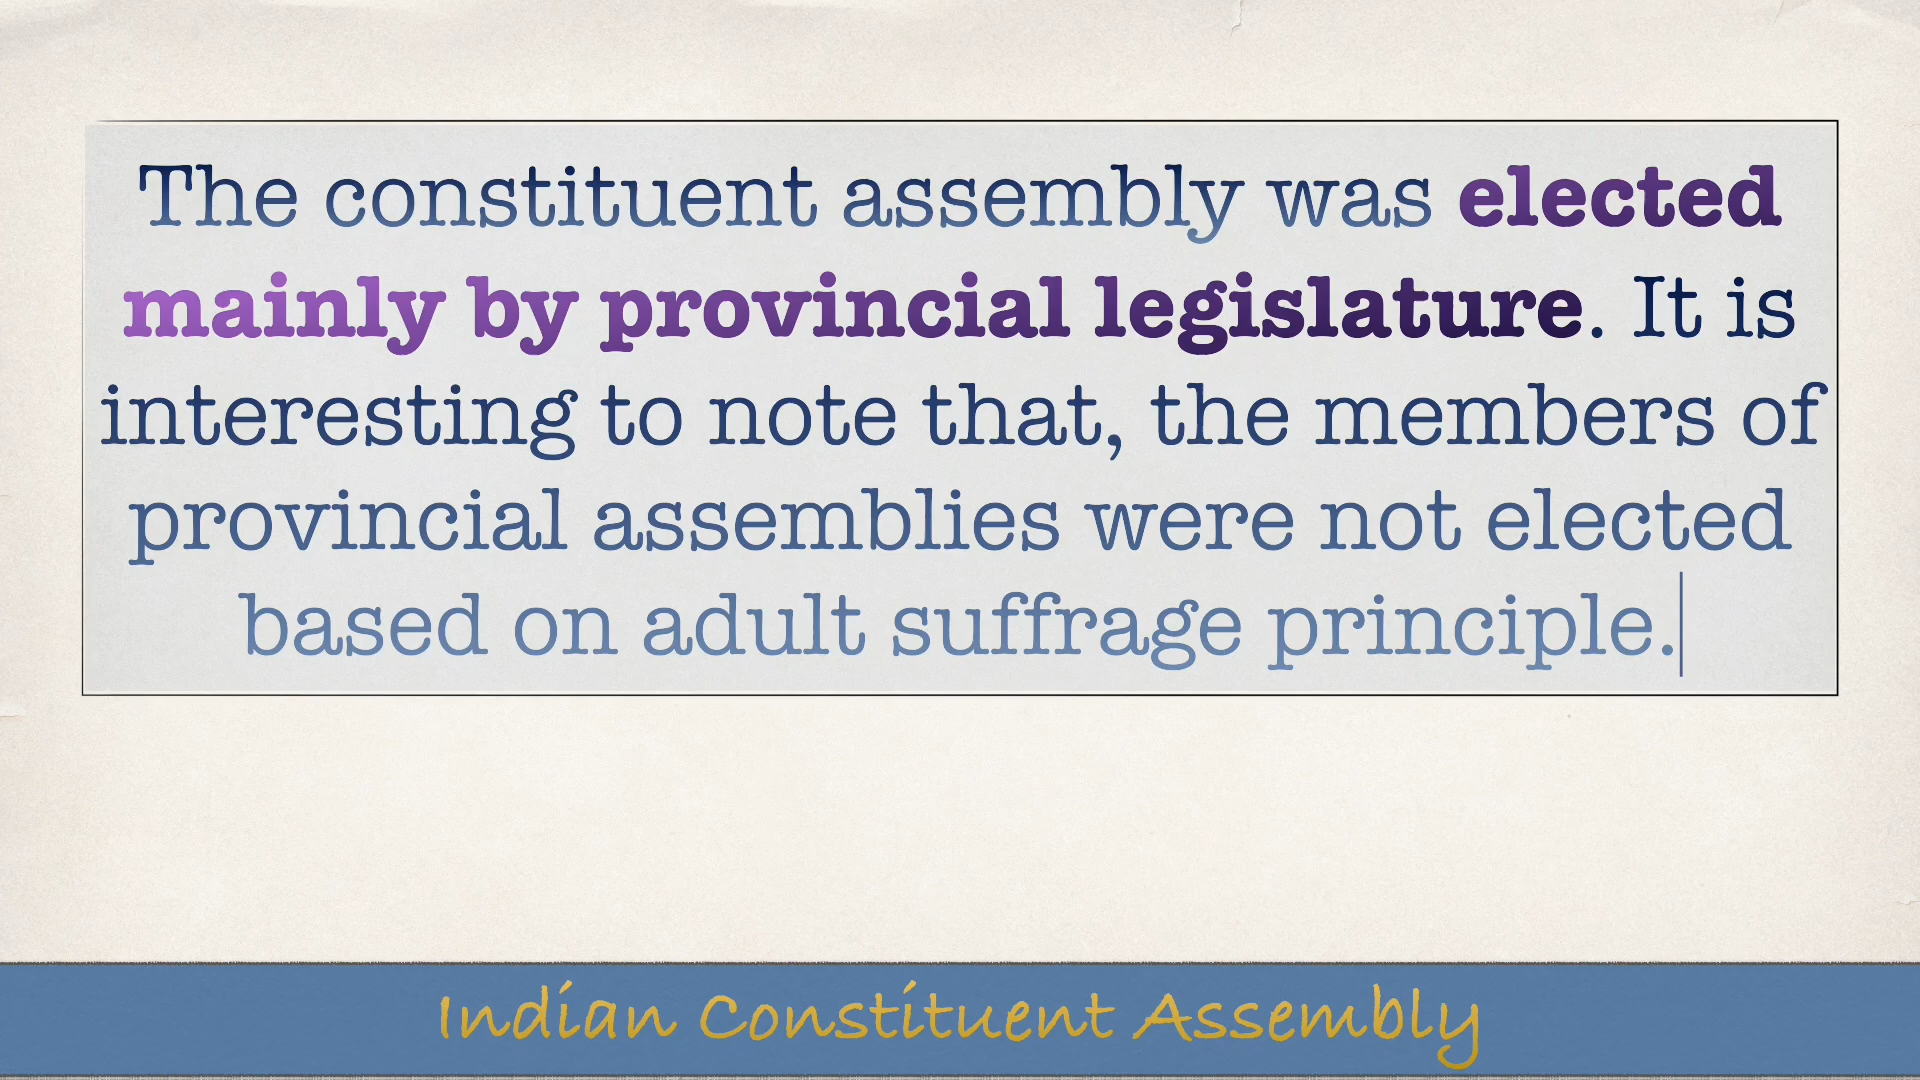 The constituent assembly was elected
mainly by provincial legislature. It is
interesting to note that, the members of
provincial assemblies were not elected
based on adult suffrage principle.
Indian Constituent Assembly